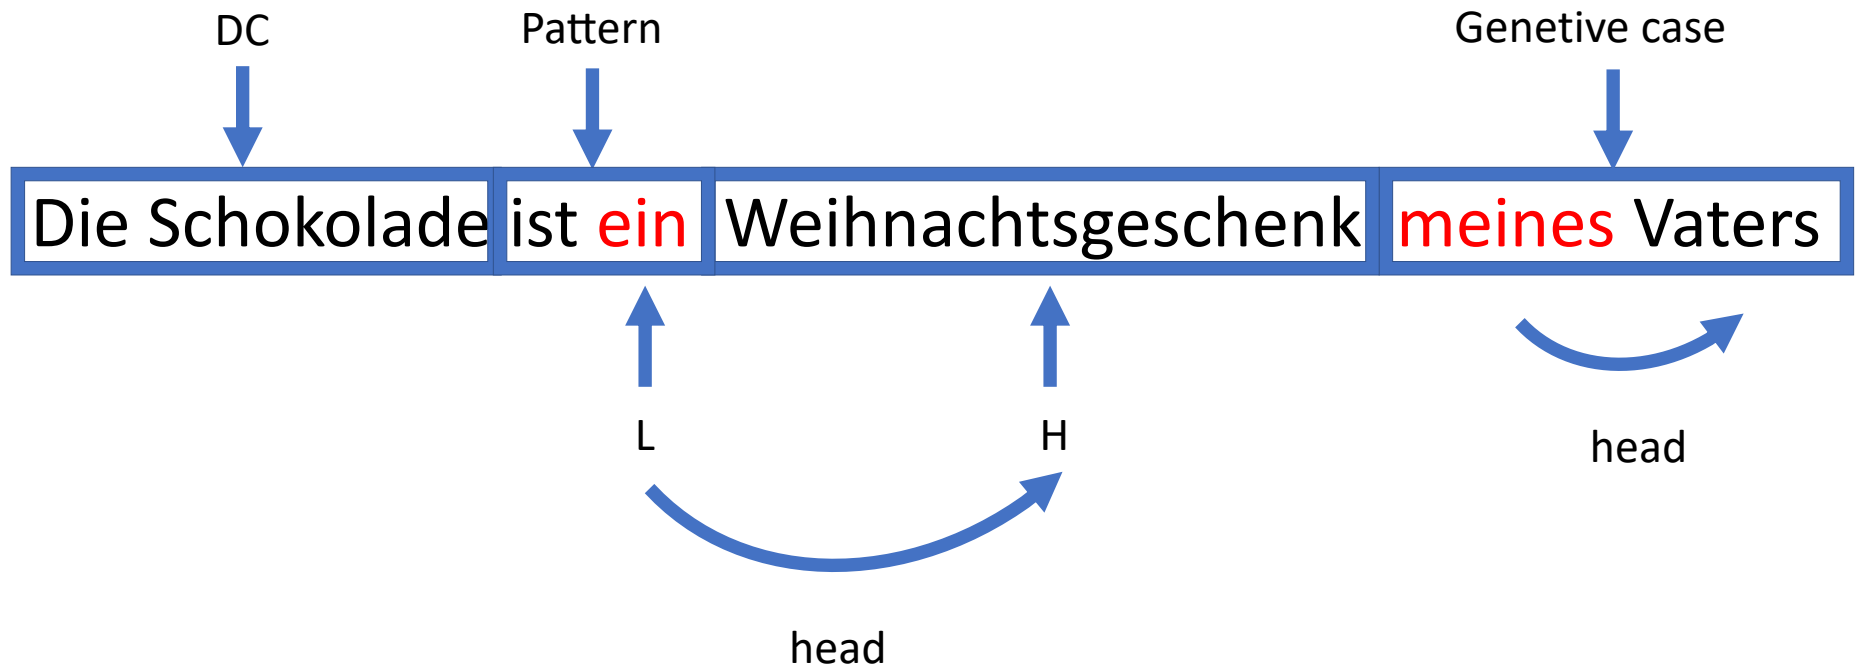 DC Pattern Genetive case
Die Schokolade ist ein Weihnachtsgeschenk meines Vaters
L H
head
head